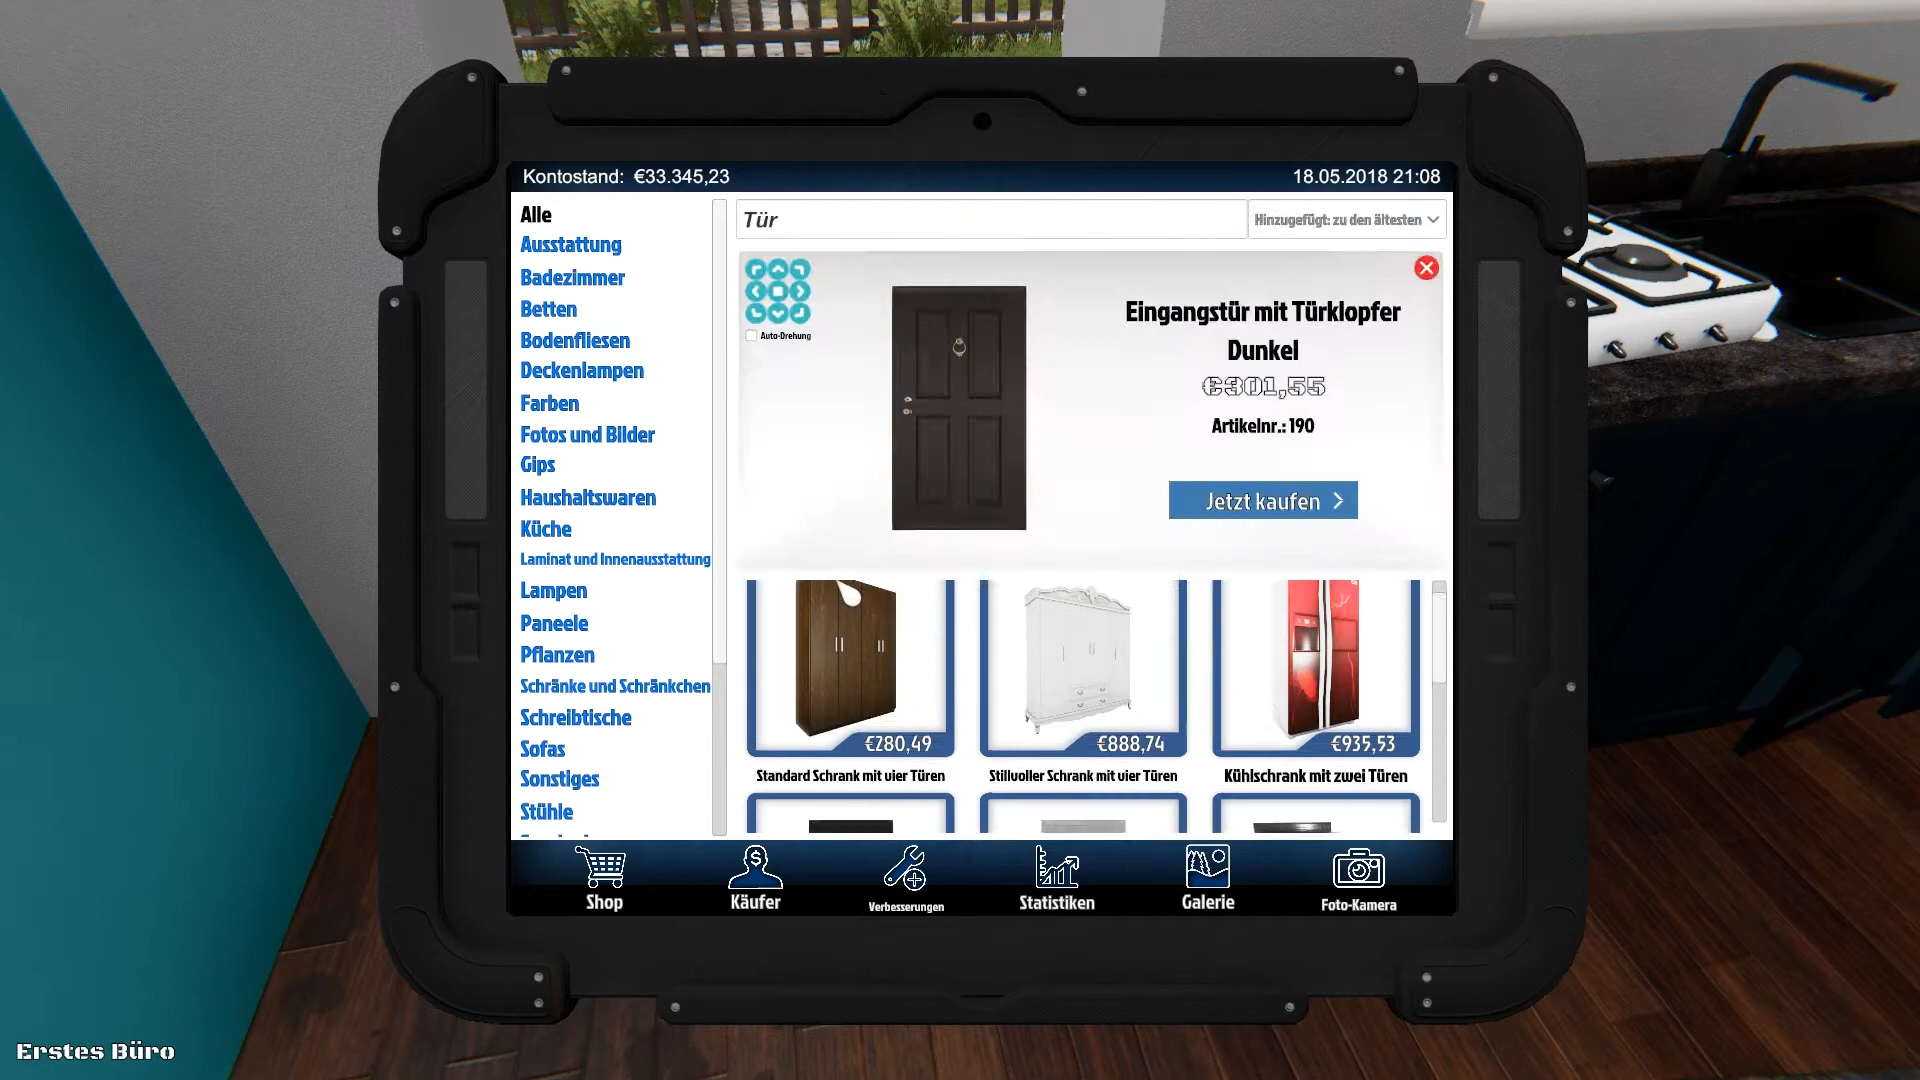 Kontostand: €33.345,23
18.05.2018 21:08
Alle
Ausstattung
Badezimmer
Betten
Bodenfliesen
Deckenlampen
Farben
Fotos und Bilder
Gips
Haushaltswaren
Küche
Laminat und Innenausstattung
Lampen
Paneele
Pflanzen
Schränke und Schränkchen
Schreibtische
Sofas
Sonstiges
Stühle
Tür
Hinzugefügt: zu den ältesten
Auto-Drehung
Eingangstür mit Türklopfer
Dunkel
€301,55
Artikelnr.: 190
Jetzt kaufen
€280,49
€888,74
€935,53
Standard Schrank mit vier Türen
Stillvoller Schrank mit vier Türen
Kühlschrank mit zwei Türen
Shop
Käufer
Verbesserungen
Statistiken
Galerie
Foto-Kamera
Erstes Büro